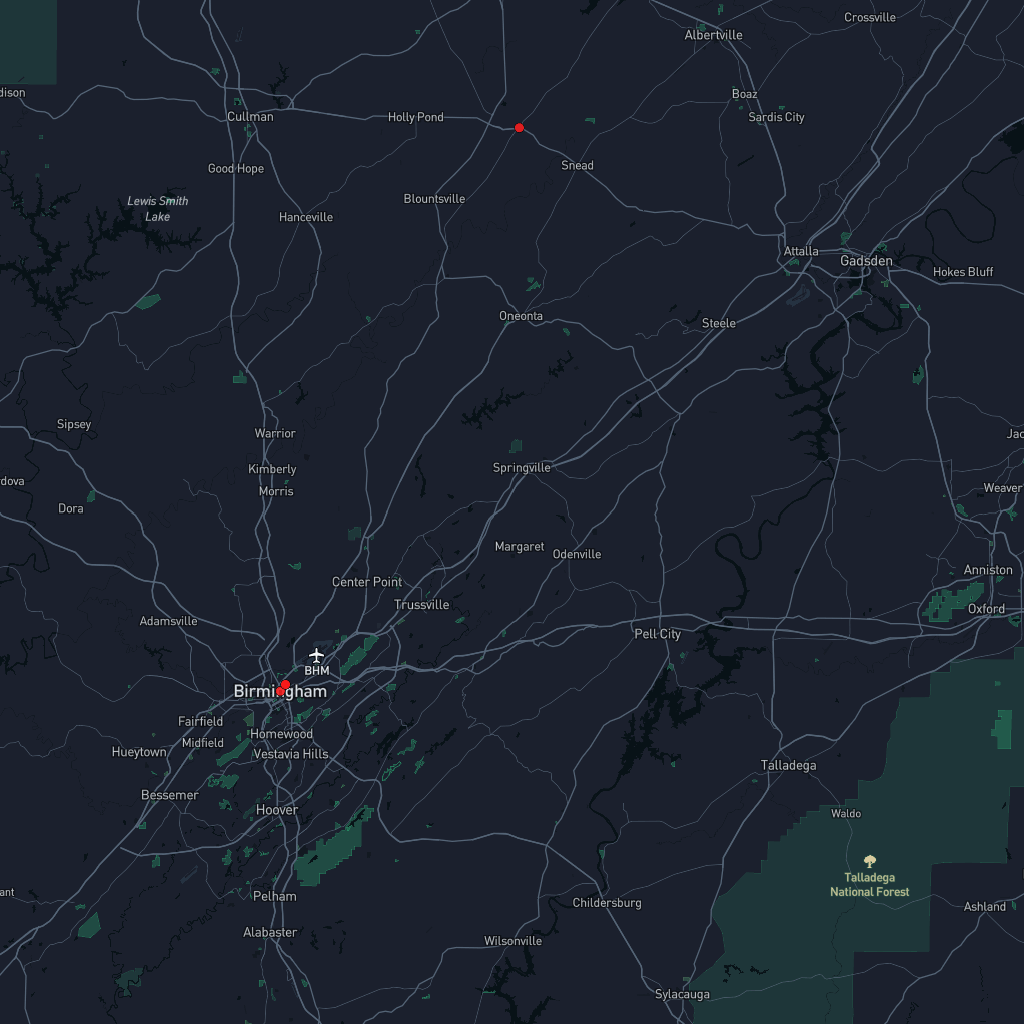 Crossville
Albertville
dison
Boaz
Cullman
Holly Pond
Sardis City
Snead
Good Hope
Lewis Smith
Lake
Blountsville
Hanceville
Attalla
Gadsden
Hokes Bluff
Oneonta
Steele
Sipsey
Warrior
Jac
Kimberly
Springville
rdova
Morris
Weaver
Dora
Margaret
Odenville
Anniston
Center Point
Trussville
Oxford
Adamsville
Pell City
BHM
Birmingham
Fairfield
Homewood
Midfield
Hueytown
Vestavia Hills
Talladega
Bessemer
Hoover
Waldo
Talladega
National Forest
ant
Pelham
Childersburg
Ashland
Alabaster
Wilsonville
Sylacauga